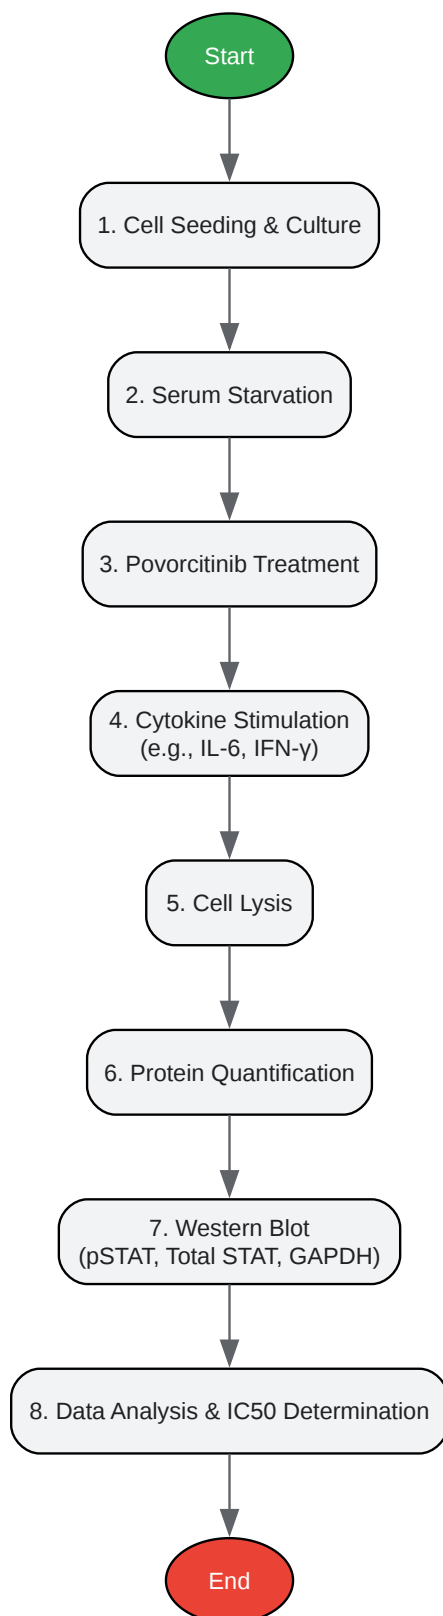 Start
1. Cell Seeding & Culture
2. Serum Starvation
3. Povorcitinib Treatment
4. Cytokine Stimulation
(e.g., IL-6, IFN-γ)
5. Cell Lysis
6. Protein Quantification
7. Western Blot
(pSTAT, Total STAT, GAPDH)
8. Data Analysis & IC50 Determination
End